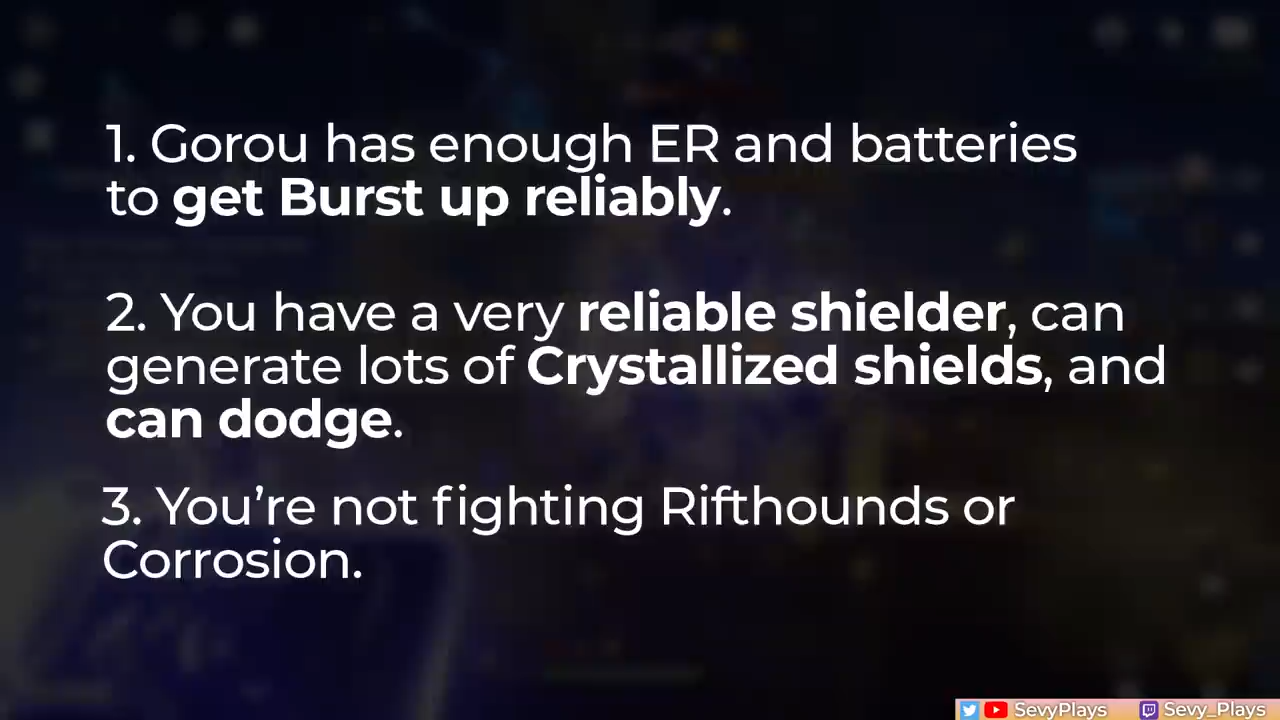 1. Gorou has enough ER and batteries
to get Burst up reliably.
2. You have a very reliable shielder, can
generate lots of Crystallized shields, and
can dodge.
3. You’re not fighting Rifthounds or
Corrosion.
SevyPlays Sevy_Plays